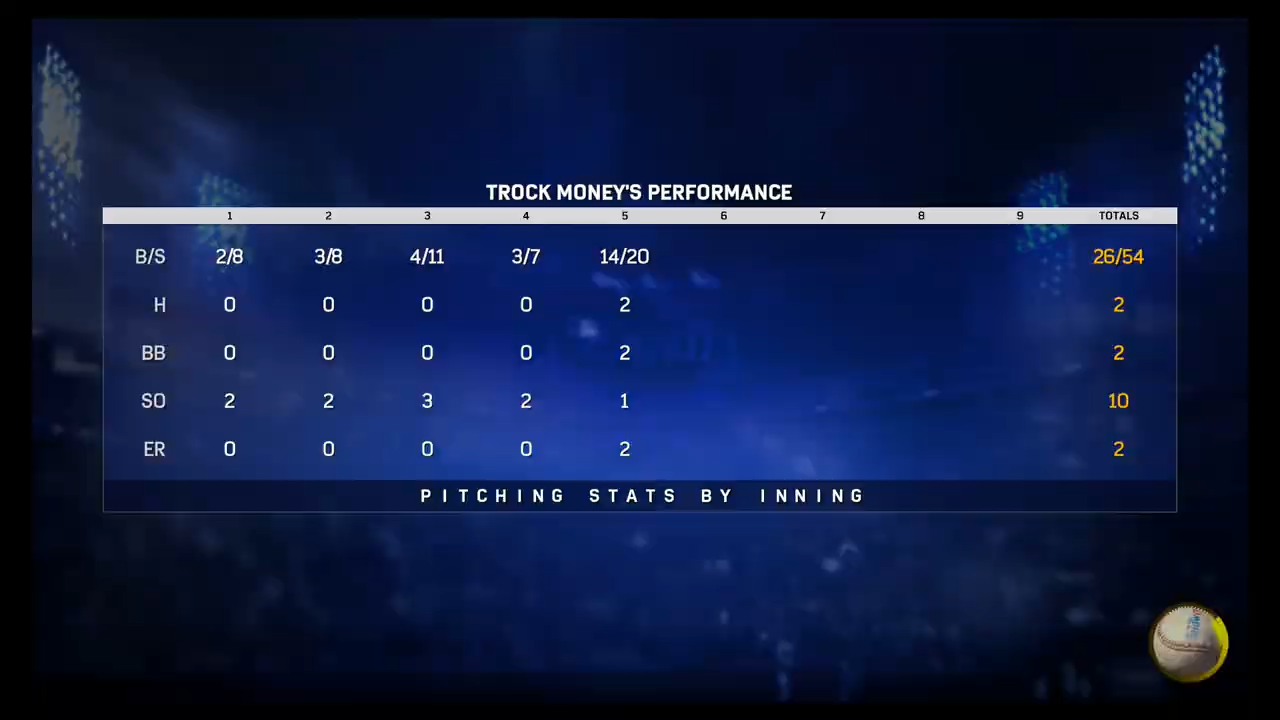 TROCK MONEY'S PERFORMANCE
1 2 3 4 5 6 7 8 9 TOTALS
B/S 2/8 3/8 4/11 3/7 14/20 26/54
H 0 0 0 0 2 2
BB 0 0 0 0 2 2
SO 2 2 3 2 1 10
ER 0 0 0 0 2 2
PITCHING STATS BY INNING